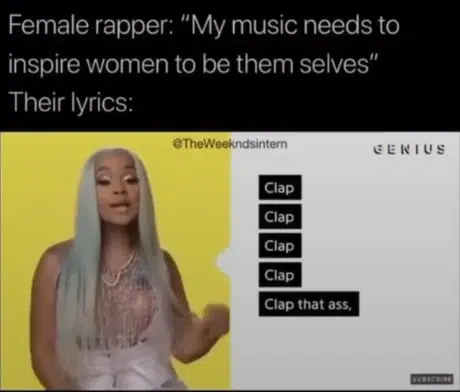 Female rapper: “My music needs to
inspire women to be them selves”
Their lyrics:
@TheWeekndsintern
GENIUS
Clap
Clap
Clap
Clap
Clap that ass,
SUBSCRIBE